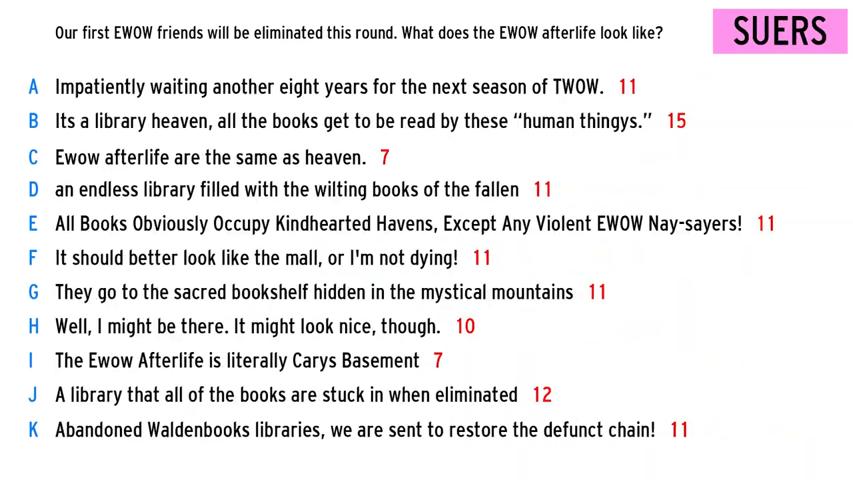 Our first EWOW friends will be eliminated this round. What does the EWOW afterlife look like?
SUERS
A Impatiently waiting another eight years for the next season of TWOW. 11
B Its a library heaven, all the books get to be read by these “human thingys.” 15
C Ewow afterlife are the same as heaven. 7
D an endless library filled with the wilting books of the fallen 11
E All Books Obviously Occupy Kindhearted Havens, Except Any Violent EWOW Nay-sayers! 11
F It should better look like the mall, or I'm not dying! 11
G They go to the sacred bookshelf hidden in the mystical mountains 11
H Well, I might be there. It might look nice, though. 10
I The Ewow Afterlife is literally Carys Basement 7
J A library that all of the books are stuck in when eliminated 12
K Abandoned Waldenbooks libraries, we are sent to restore the defunct chain! 11